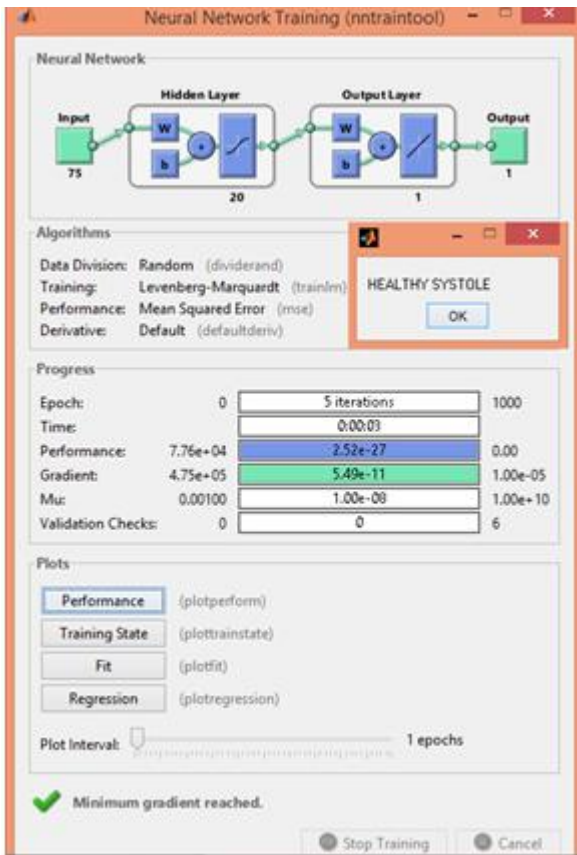 Neural Network Training (nntraintool)
Neural Network
Hidden Layer
Output Layer
Input
Output
W
b
+
W
b
+
75
20
1
1
Algorithms
Data Division: Random (dividerand)
Training: Levenberg-Marquardt (trainlm)
Performance: Mean Squared Error (mse)
Derivative: Default (defaultderiv)
HEALTHY SYSTOLE
OK
Progress
Epoch: 0 5 iterations 1000
Time: 0:00:03
Performance: 7.76e+04 2.52e-27 0.00
Gradient: 4.75e+05 5.49e-11 1.00e-05
Mu: 0.00100 1.00e-08 1.00e+10
Validation Checks: 0 0 6
Plots
Performance (plotperform)
Training State (plottrainstate)
Fit (plotfit)
Regression (plotregression)
Plot Interval: 1 epochs
Minimum gradient reached.
Stop Training Cancel